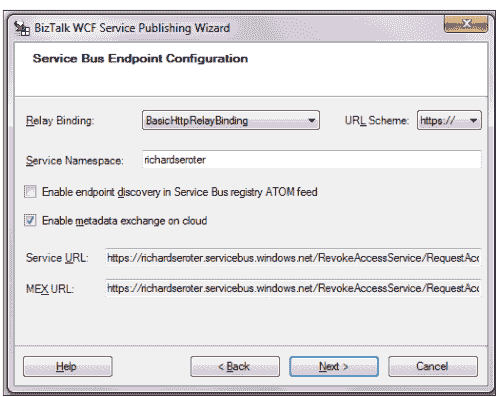 BizTalk WCF Service Publishing Wizard
Service Bus Endpoint Configuration
Relay Binding: BasicHttpRelayBinding URL Scheme: https://
Service Namespace: richardseroter
Enable endpoint discovery in Service Bus registry ATOM feed
Enable metadata exchange on cloud
Service URL: https://richardseroter.servicebus.windows.net/RevokeAccessService/RequestAcc
MEX URL: https://richardseroter.servicebus.windows.net/RevokeAccessService/RequestAcc
Help < Back Next > Cancel